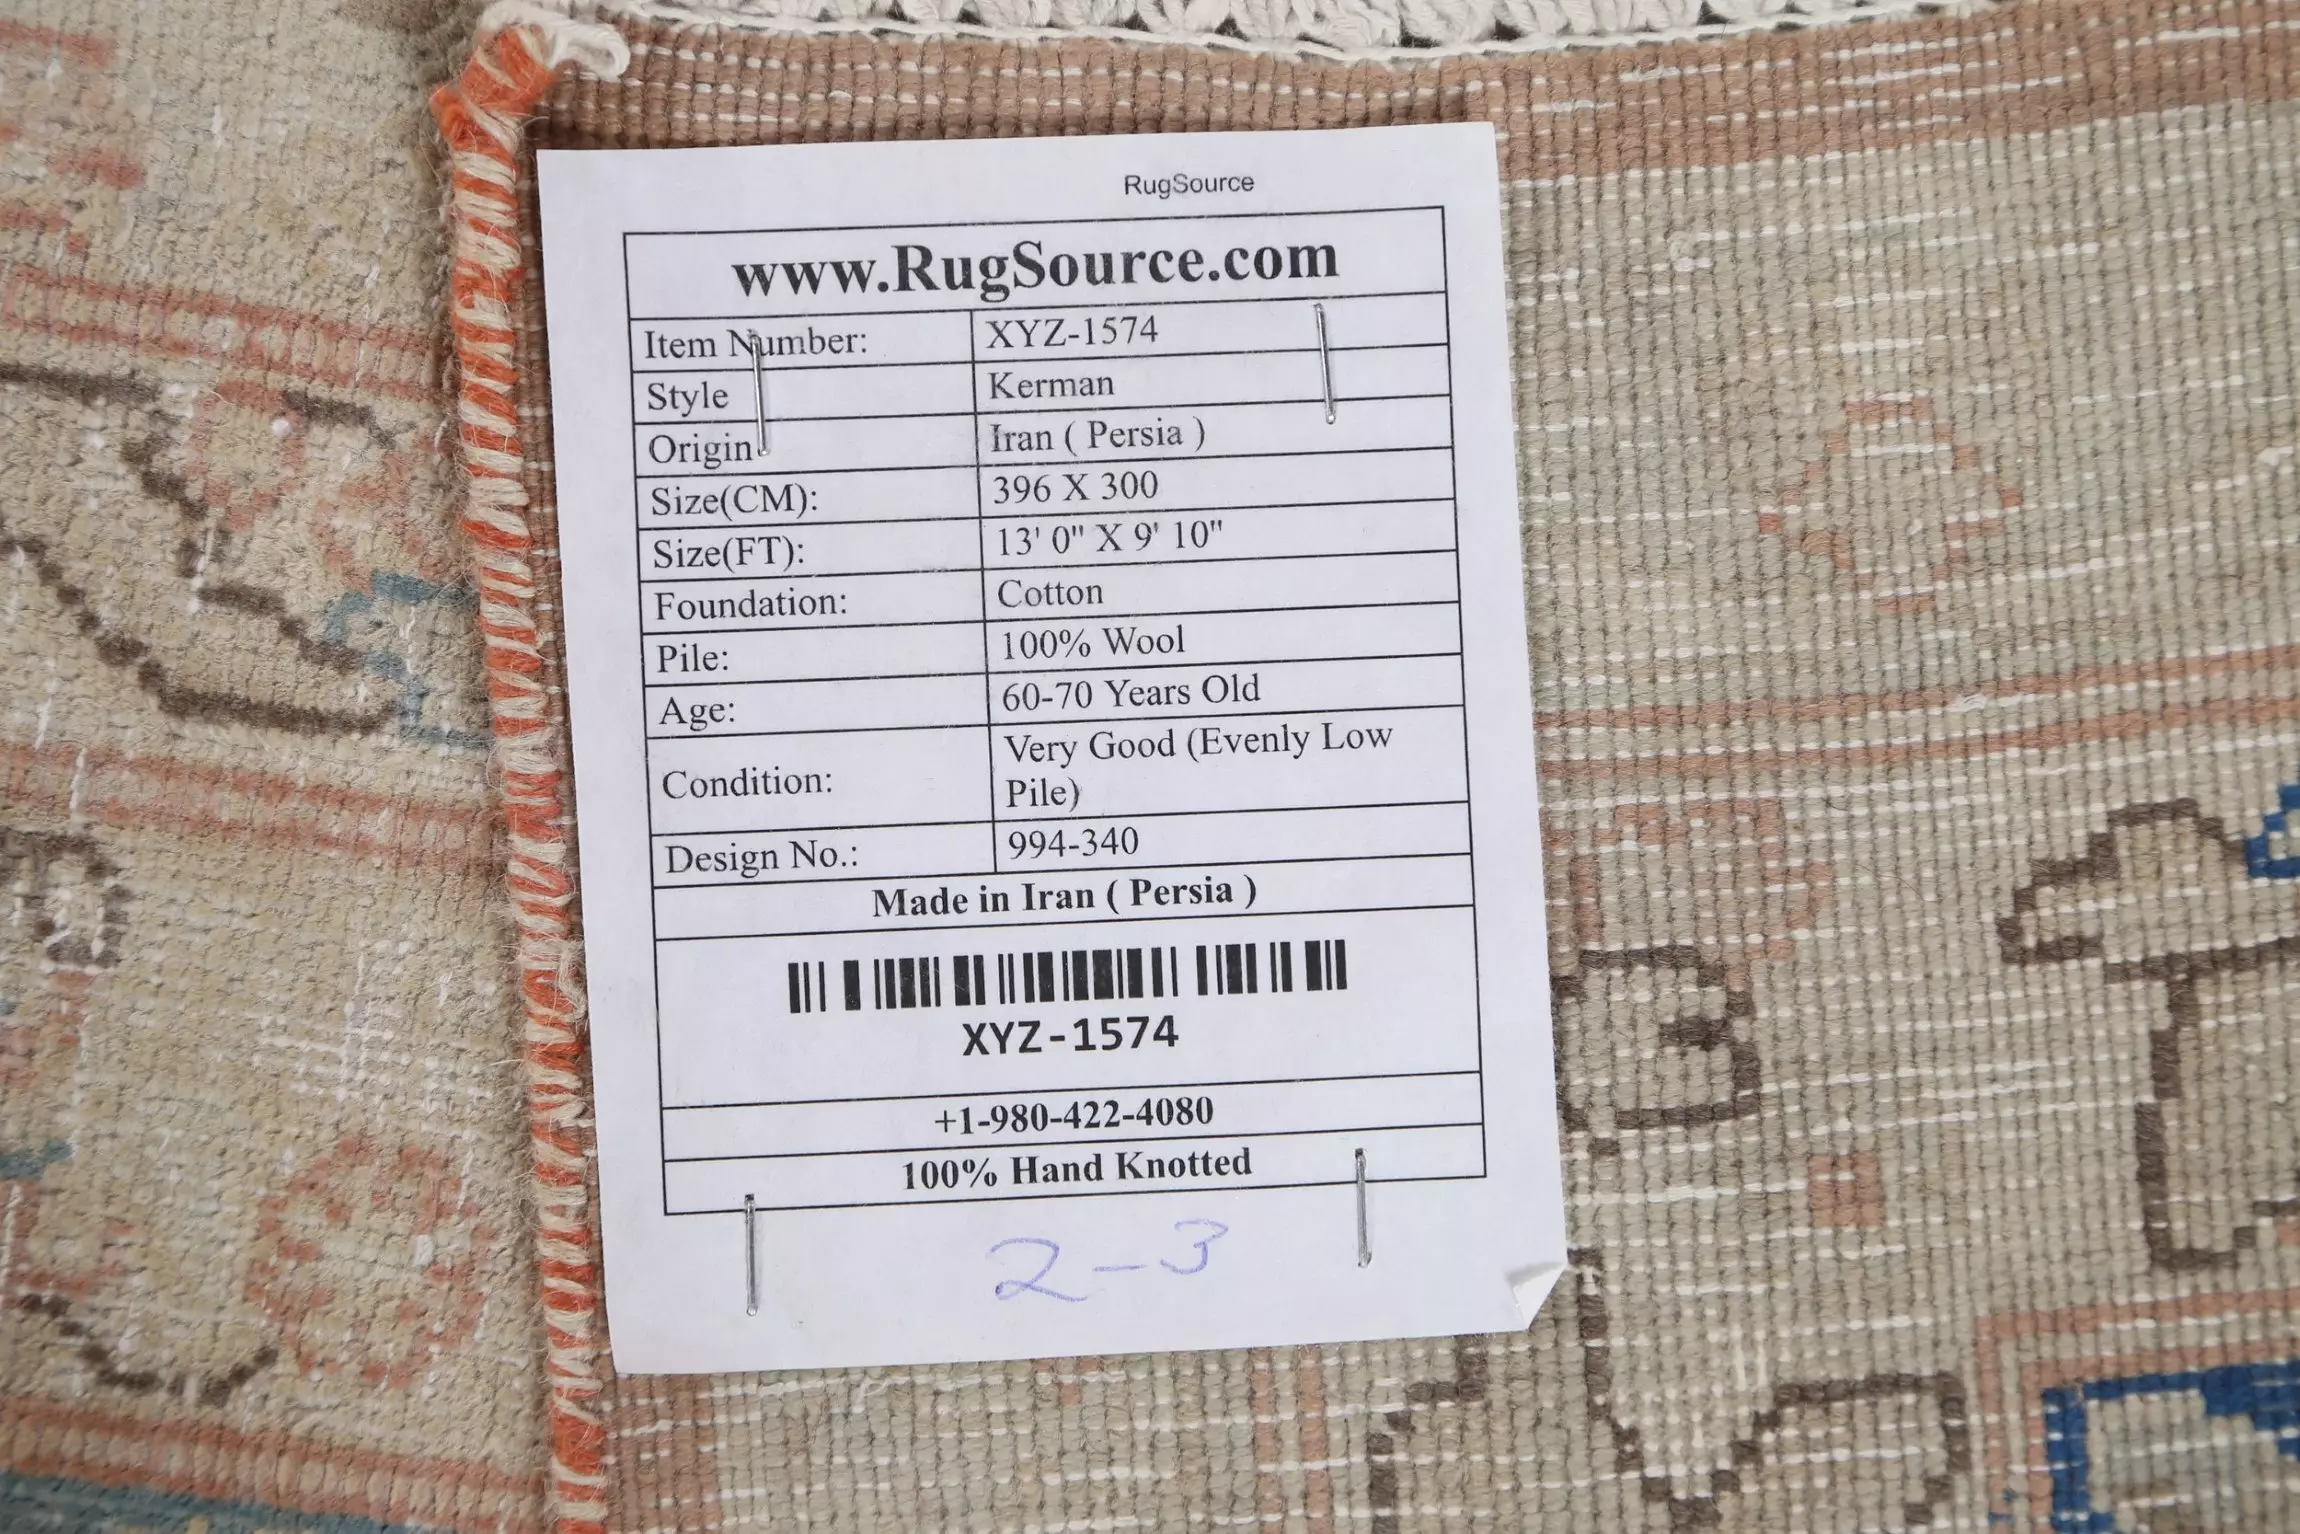 RugSource
www.RugSource.com
Item Number: XYZ-1574
Style Kerman
Origin Iran ( Persia )
Size(CM): 396 X 300
Size(FT): 13' 0" X 9' 10"
Foundation: Cotton
Pile: 100% Wool
Age: 60-70 Years Old
Condition: Very Good (Evenly Low
Pile)
Design No.: 994-340
Made in Iran ( Persia )
XYZ-1574
+1-980-422-4080
100% Hand Knotted
2-3